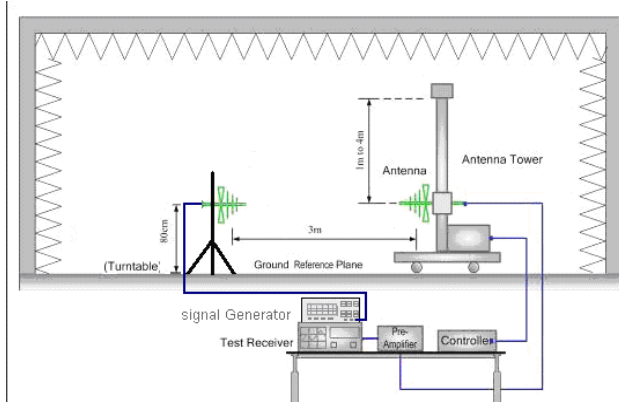 1m to 4m
Antenna
Antenna Tower
80cm
3m
(Turntable)
Ground Reference Plane
signal Generator
Test Receiver
Pre-
Amplifier
Controller